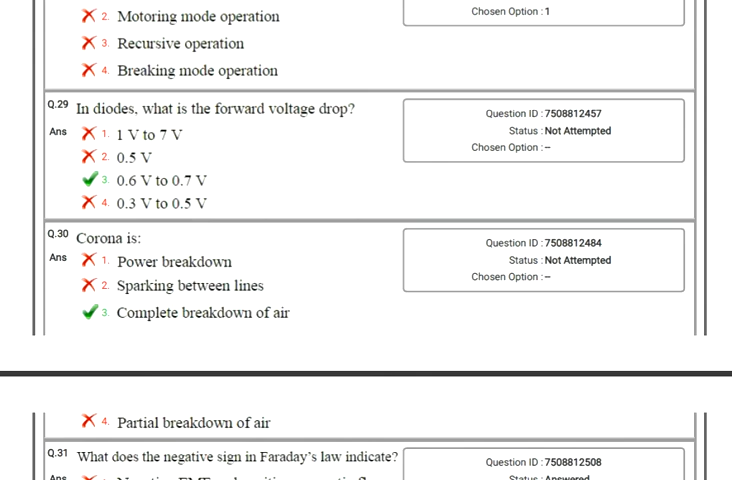 2. Motoring mode operation
Chosen Option : 1
3. Recursive operation
4. Breaking mode operation
Q.29 In diodes, what is the forward voltage drop?
Question ID : 7508812457
Ans
1. 1 V to 7 V
Status : Not Attempted
Chosen Option : --
2. 0.5 V
3. 0.6 V to 0.7 V
4. 0.3 V to 0.5 V
Q.30 Corona is:
Question ID : 7508812484
Ans
1. Power breakdown
Status : Not Attempted
Chosen Option : --
2. Sparking between lines
3. Complete breakdown of air
4. Partial breakdown of air
Q.31 What does the negative sign in Faraday's law indicate?
Question ID : 7508812508
Ans
Status : Answered